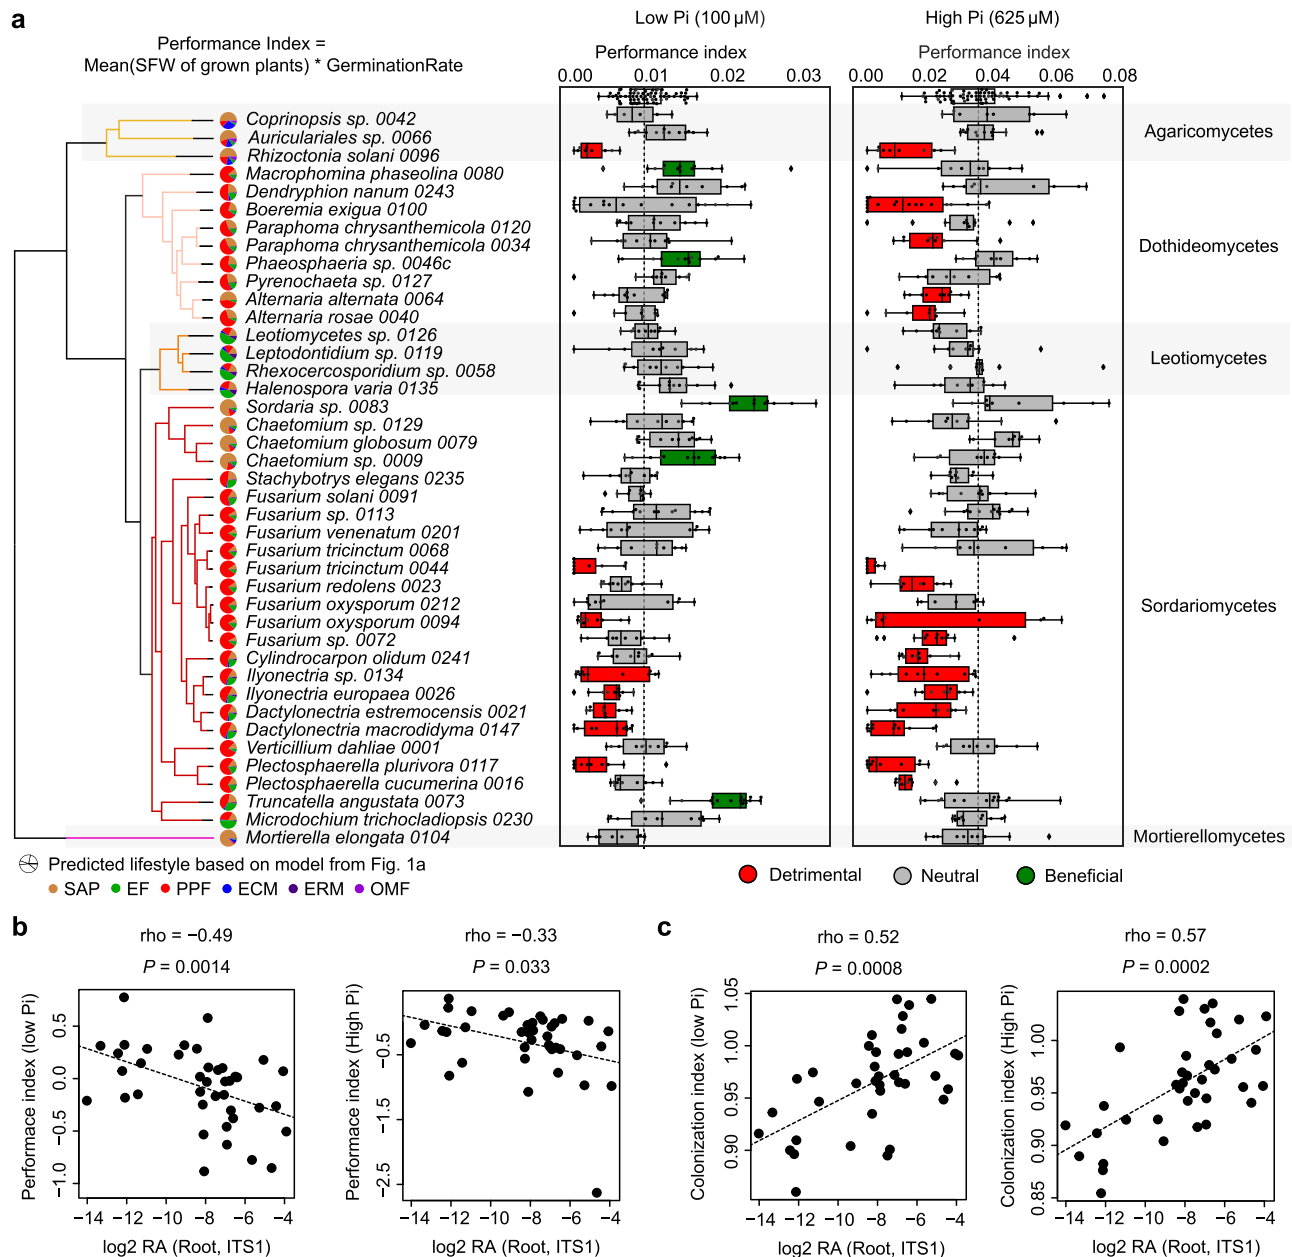 a
Low Pi (100 µM)
High Pi (625 µM)
Performance Index =
Mean(SFW of grown plants) * GerminationRate
Performance index
Performance index
0.00 0.01 0.02 0.03
0.00 0.02 0.04 0.06 0.08
Coprinopsis sp. 0042
Auriculariales sp. 0066
Rhizoctonia solani 0096
Agaricomycetes
Macrophomina phaseolina 0080
Dendryphion nanum 0243
Boeremia exigua 0100
Paraphoma chrysanthemicola 0120
Paraphoma chrysanthemicola 0034
Dothideomycetes
Phaeosphaeria sp. 0046c
Pyrenochaeta sp. 0127
Alternaria alternata 0064
Alternaria rosae 0040
Leotiomycetes sp. 0126
Leptodontidium sp. 0119
Leotiomycetes
Rhexocercosporidium sp. 0058
Halenospora varia 0135
Sordaria sp. 0083
Chaetomium sp. 0129
Chaetomium globosum 0079
Chaetomium sp. 0009
Stachybotrys elegans 0235
Fusarium solani 0091
Fusarium sp. 0113
Fusarium venenatum 0201
Fusarium tricinctum 0068
Fusarium tricinctum 0044
Fusarium redolens 0023
Fusarium oxysporum 0212
Sordariomycetes
Fusarium oxysporum 0094
Fusarium sp. 0072
Cylindrocarpon olidum 0241
Ilyonectria sp. 0134
Ilyonectria europaea 0026
Dactylonectria estremocensis 0021
Dactylonectria macrodidyma 0147
Verticillium dahliae 0001
Plectosphaerella plurivora 0117
Plectosphaerella cucumerina 0016
Truncatella angustata 0073
Microdochium trichocladiopsis 0230
Mortierella elongata 0104
Mortierellomycetes
Predicted lifestyle based on model from Fig. 1a
SAP EF PPF ECM ERM OMF
Detrimental Neutral Beneficial
b
rho = −0.49
P = 0.0014
Performace index (low Pi)
0.5
0.0
−0.5
−1.0
−14 −12 −10 −8 −6 −4
log2 RA (Root, ITS1)
rho = −0.33
P = 0.033
Performace index (High Pi)
−0.5
−1.5
−2.5
−14 −12 −10 −8 −6 −4
log2 RA (Root, ITS1)
c
rho = 0.52
P = 0.0008
Colonization index (low Pi)
1.05
1.00
0.95
0.90
−14 −12 −10 −8 −6 −4
log2 RA (Root, ITS1)
rho = 0.57
P = 0.0002
Colonization index (High Pi)
1.00
0.95
0.90
0.85
−14 −12 −10 −8 −6 −4
log2 RA (Root, ITS1)